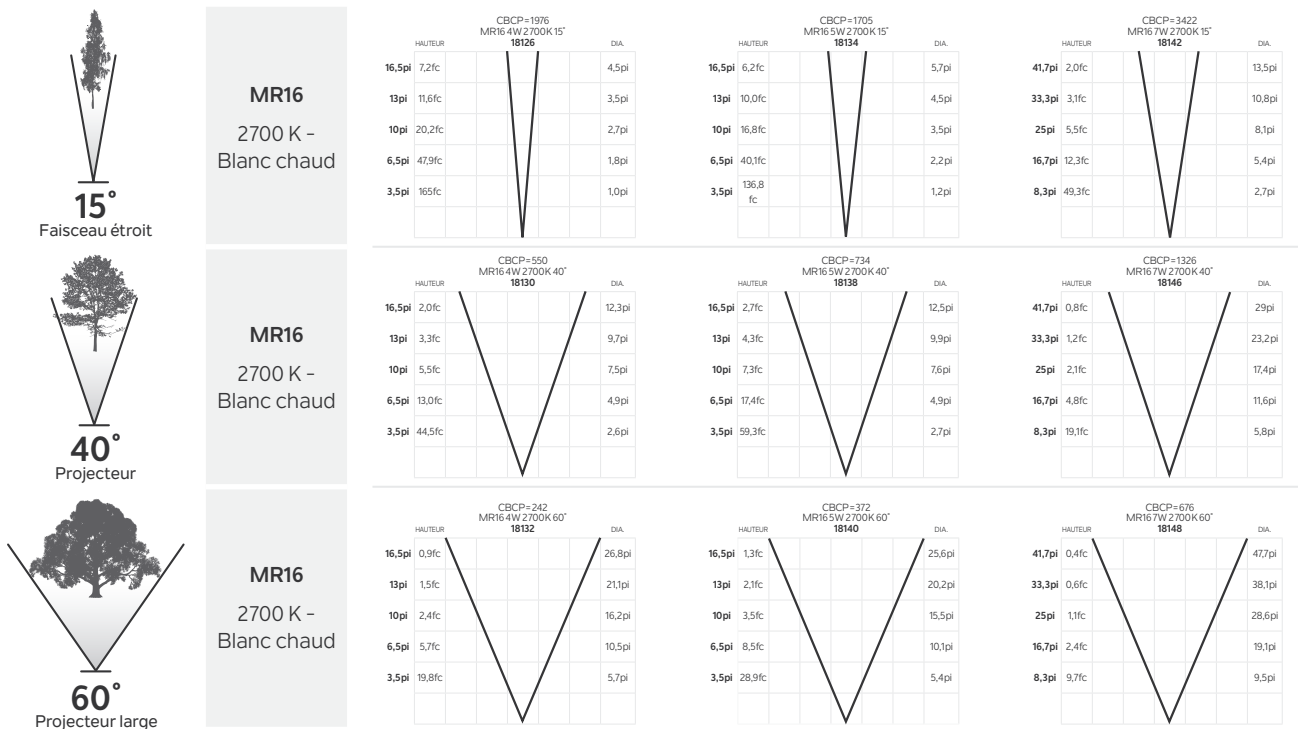 15°
Faisceau étroit
MR16
2700 K -
Blanc chaud
CBCP=1976
MR16 4W 2700K 15°
HAUTEUR 18126 DIA.
16,5pi 7,2fc 4,5pi
13pi 11,6fc 3,5pi
10pi 20,2fc 2,7pi
6,5pi 47,9fc 1,8pi
3,5pi 165fc 1,0pi
CBCP=1705
MR16 5W 2700K 15°
HAUTEUR 18134 DIA.
16,5pi 6,2fc 5,7pi
13pi 10,0fc 4,5pi
10pi 16,8fc 3,5pi
6,5pi 40,1fc 2,2pi
3,5pi 136,8 1,2pi
fc
CBCP=3422
MR16 7W 2700K 15°
HAUTEUR 18142 DIA.
41,7pi 2,0fc 13,5pi
33,3pi 3,1fc 10,8pi
25pi 5,5fc 8,1pi
16,7pi 12,3fc 5,4pi
8,3pi 49,3fc 2,7pi
40°
Projecteur
MR16
2700 K -
Blanc chaud
CBCP=550
MR16 4W 2700K 40°
HAUTEUR 18130 DIA.
16,5pi 2,0fc 12,3pi
13pi 3,3fc 9,7pi
10pi 5,5fc 7,5pi
6,5pi 13,0fc 4,9pi
3,5pi 44,5fc 2,6pi
CBCP=734
MR16 5W 2700K 40°
HAUTEUR 18138 DIA.
16,5pi 2,7fc 12,5pi
13pi 4,3fc 9,9pi
10pi 7,3fc 7,6pi
6,5pi 17,4fc 4,9pi
3,5pi 59,3fc 2,7pi
CBCP=1326
MR16 7W 2700K 40°
HAUTEUR 18146 DIA.
41,7pi 0,8fc 29pi
33,3pi 1,2fc 23,2pi
25pi 2,1fc 17,4pi
16,7pi 4,8fc 11,6pi
8,3pi 19,1fc 5,8pi
60°
Projecteur large
MR16
2700 K -
Blanc chaud
CBCP=242
MR16 4W 2700K 60°
HAUTEUR 18132 DIA.
16,5pi 0,9fc 26,8pi
13pi 1,5fc 21,1pi
10pi 2,4fc 16,2pi
6,5pi 5,7fc 10,5pi
3,5pi 19,8fc 5,7pi
CBCP=372
MR16 5W 2700K 60°
HAUTEUR 18140 DIA.
16,5pi 1,3fc 25,6pi
13pi 2,1fc 20,2pi
10pi 3,5fc 15,5pi
6,5pi 8,5fc 10,1pi
3,5pi 28,9fc 5,4pi
CBCP=676
MR16 7W 2700K 60°
HAUTEUR 18148 DIA.
41,7pi 0,4fc 47,7pi
33,3pi 0,6fc 38,1pi
25pi 1,1fc 28,6pi
16,7pi 2,4fc 19,1pi
8,3pi 9,7fc 9,5pi